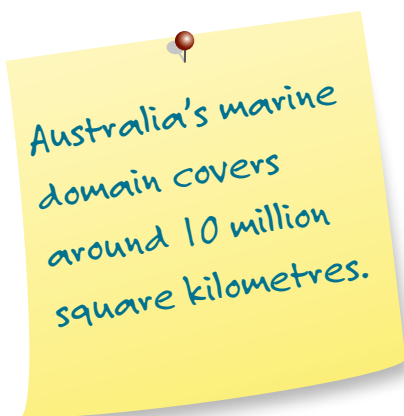 Australia's marine
domain covers
around 10 million
square kilometres.